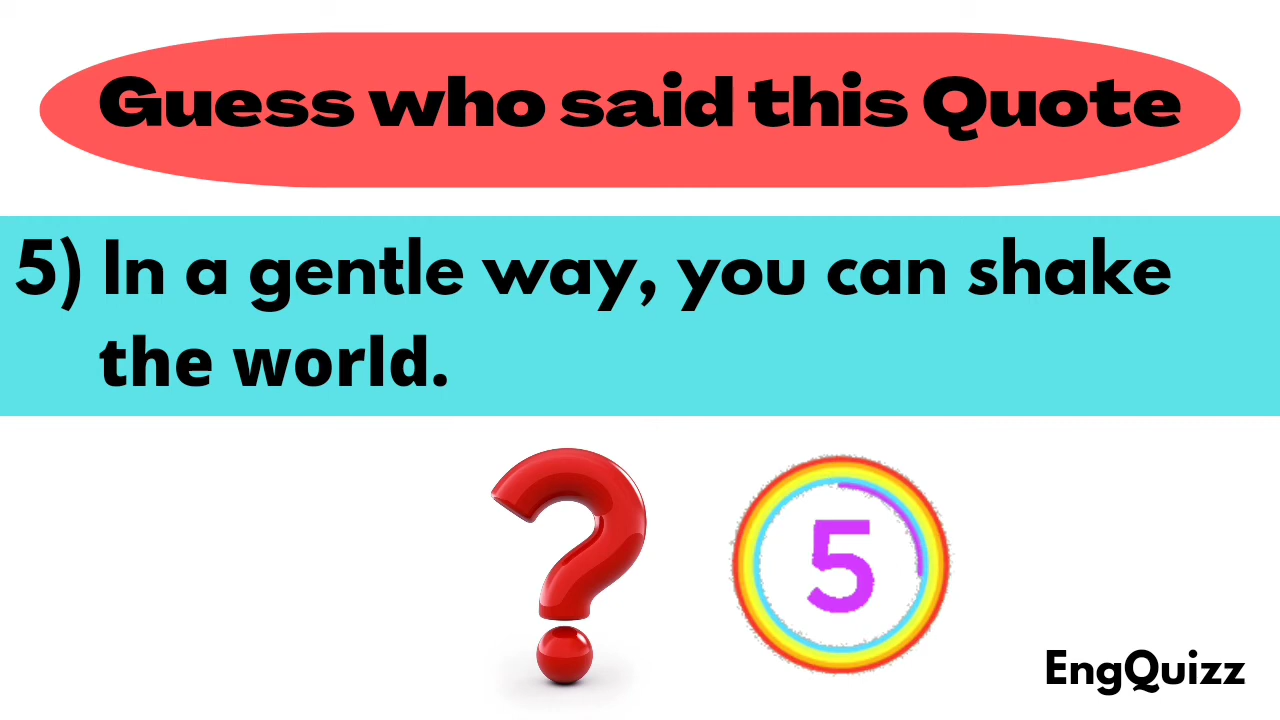 Guess who said this Quote
5) In a gentle way, you can shake
the world.
5
EngQuizz